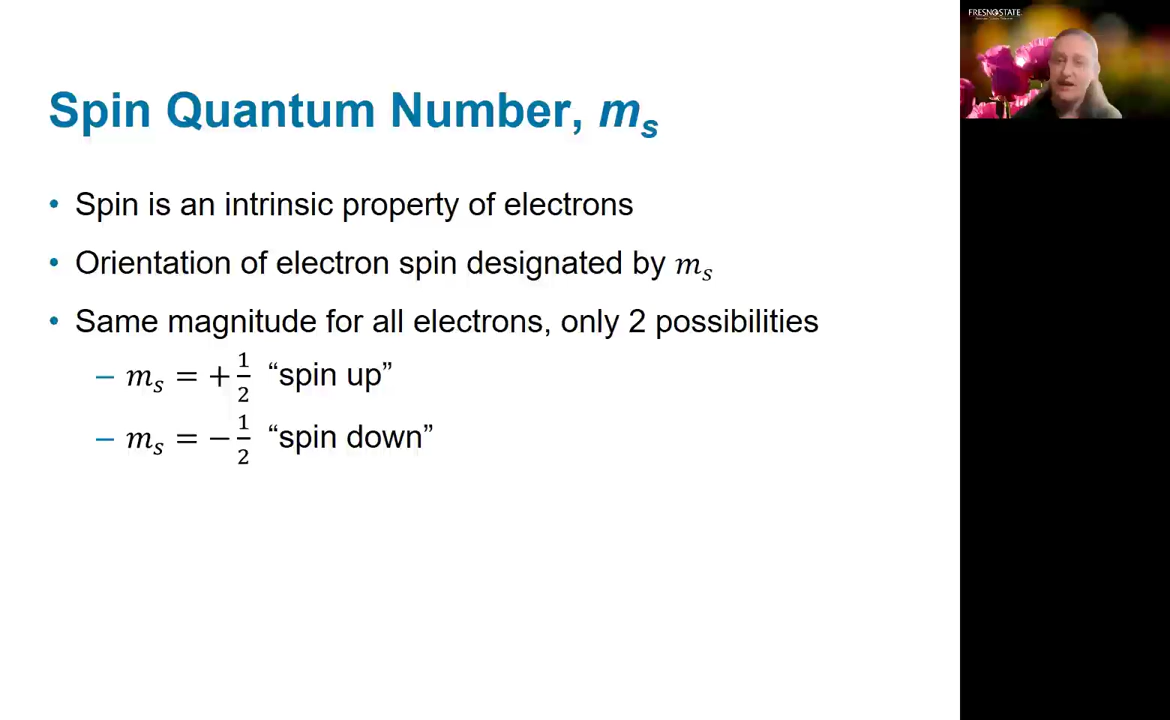 FRESNO STATE
Spin Quantum Number, mₛ
• Spin is an intrinsic property of electrons
• Orientation of electron spin designated by 𝑚ₛ
• Same magnitude for all electrons, only 2 possibilities
– 𝑚ₛ = +1/2 “spin up”
– 𝑚ₛ = −1/2 “spin down”